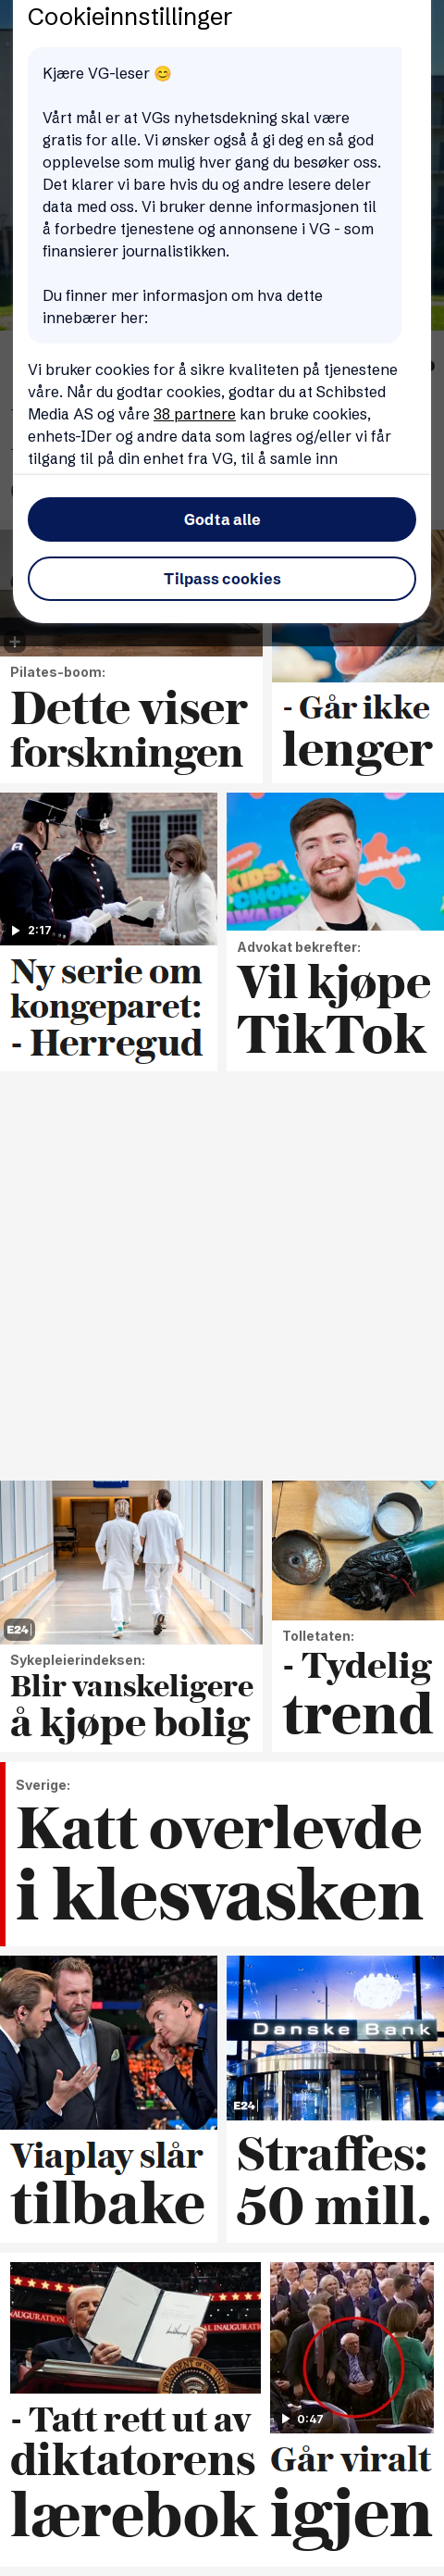 Cookieinnstillinger
Kjære VG-leser 😊
Vårt mål er at VGs nyhetsdekning skal være
gratis for alle. Vi ønsker også å gi deg en så god
opplevelse som mulig hver gang du besøker oss.
Det klarer vi bare hvis du og andre lesere deler
data med oss. Vi bruker denne informasjonen til
å forbedre tjenestene og annonsene i VG - som
finansierer journalistikken.
Du finner mer informasjon om hva dette
innebærer her:
Vi bruker cookies for å sikre kvaliteten på tjenestene
våre. Når du godtar cookies, godtar du at Schibsted
Media AS og våre 38 partnere kan bruke cookies,
enhets-IDer og andre data som lagres og/eller vi får
tilgang til på din enhet fra VG, til å samle inn
Godta alle
Tilpass cookies
Pilates-boom:
Dette viser
forskningen
- Går ikke
lenger
2:17
Ny serie om
kongeparet:
- Herregud
KIDS'
CHOICE
AWARDS
nickelodeon
Advokat bekrefter:
Vil kjøpe
TikTok
E24
Sykepleierindeksen:
Blir vanskeligere
å kjøpe bolig
Tolletaten:
- Tydelig
trend
Sverige:
Katt overlevde
i klesvasken
Viaplay slår
tilbake
Danske Bank
E24
Straffes:
50 mill.
INAUGURATION
INAUGURATION
- Tatt rett ut av
diktatorens
lærebok
0:47
Går viralt
igjen